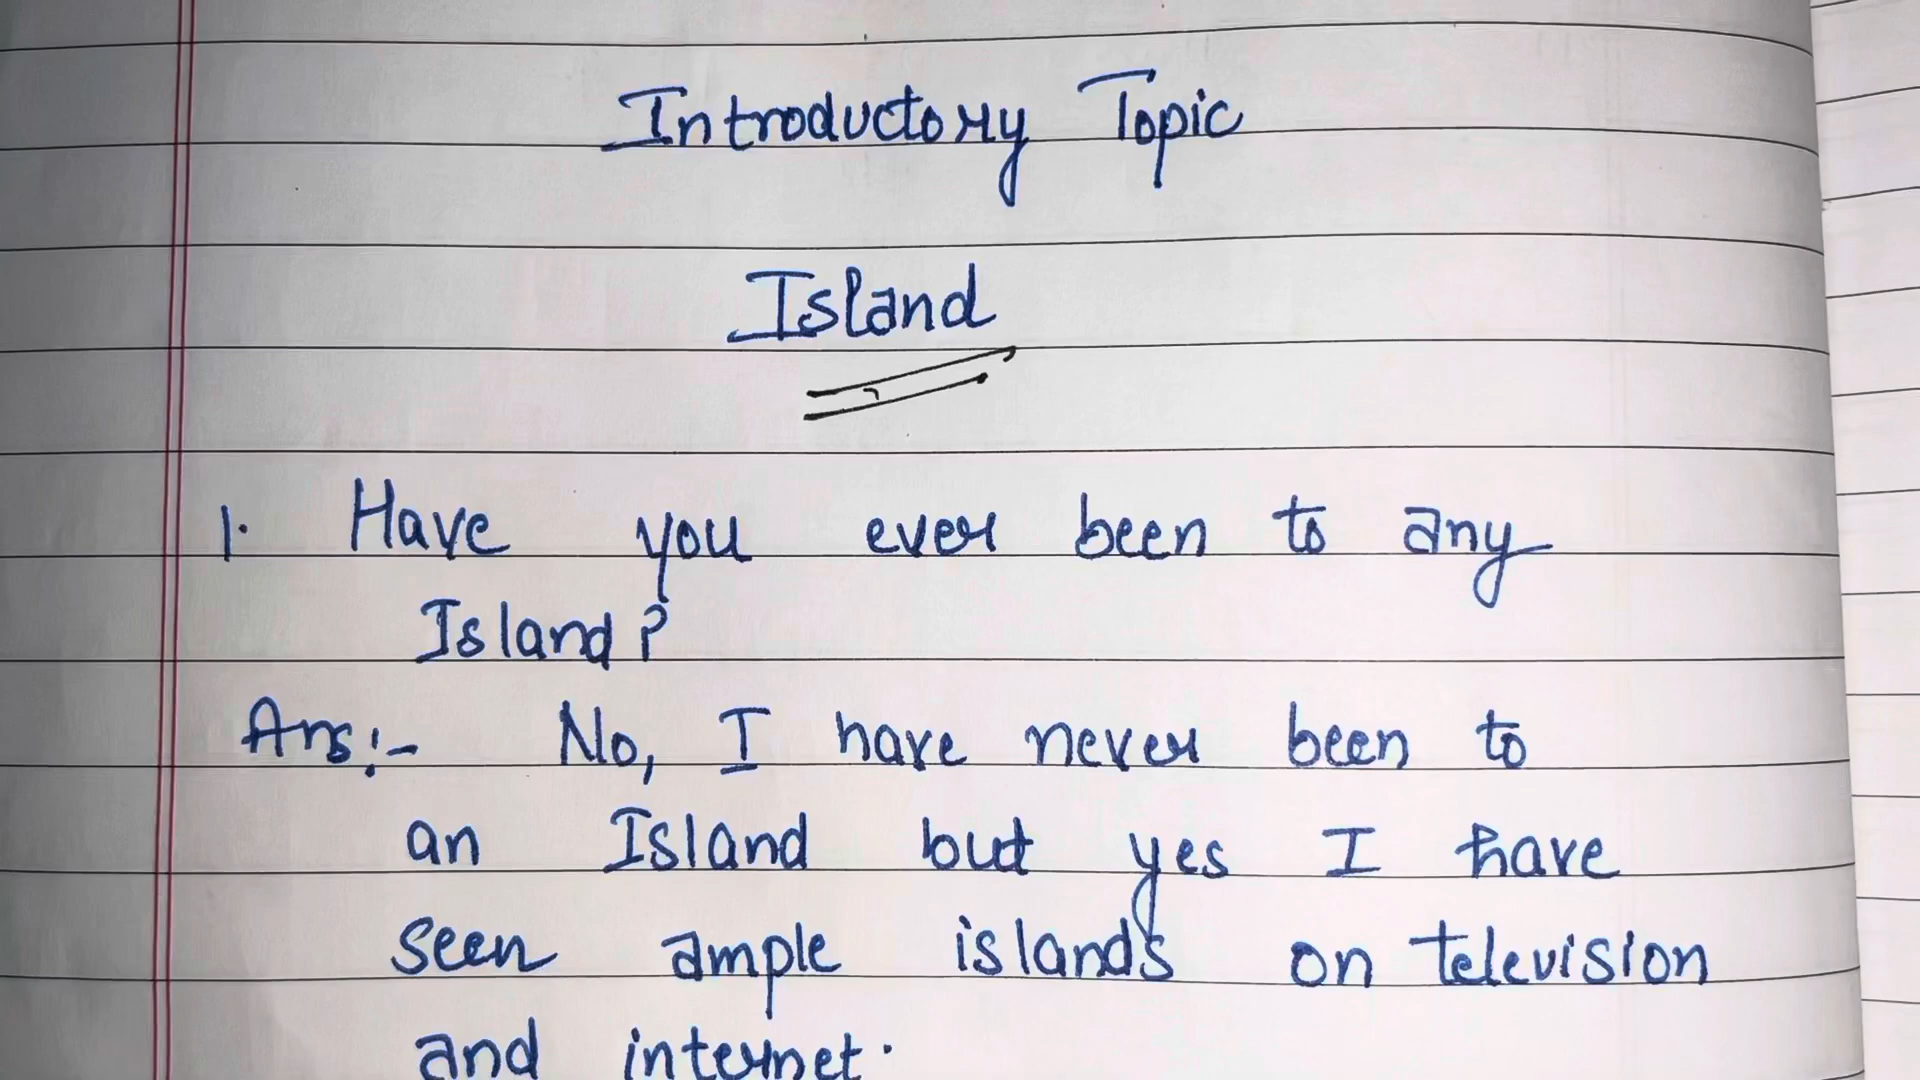 Introductory Topic
Island
1. Have you ever been to any
Island?
Ans:- No, I have never been to
an Island but yes I have
seen ample islands on television
and internet.